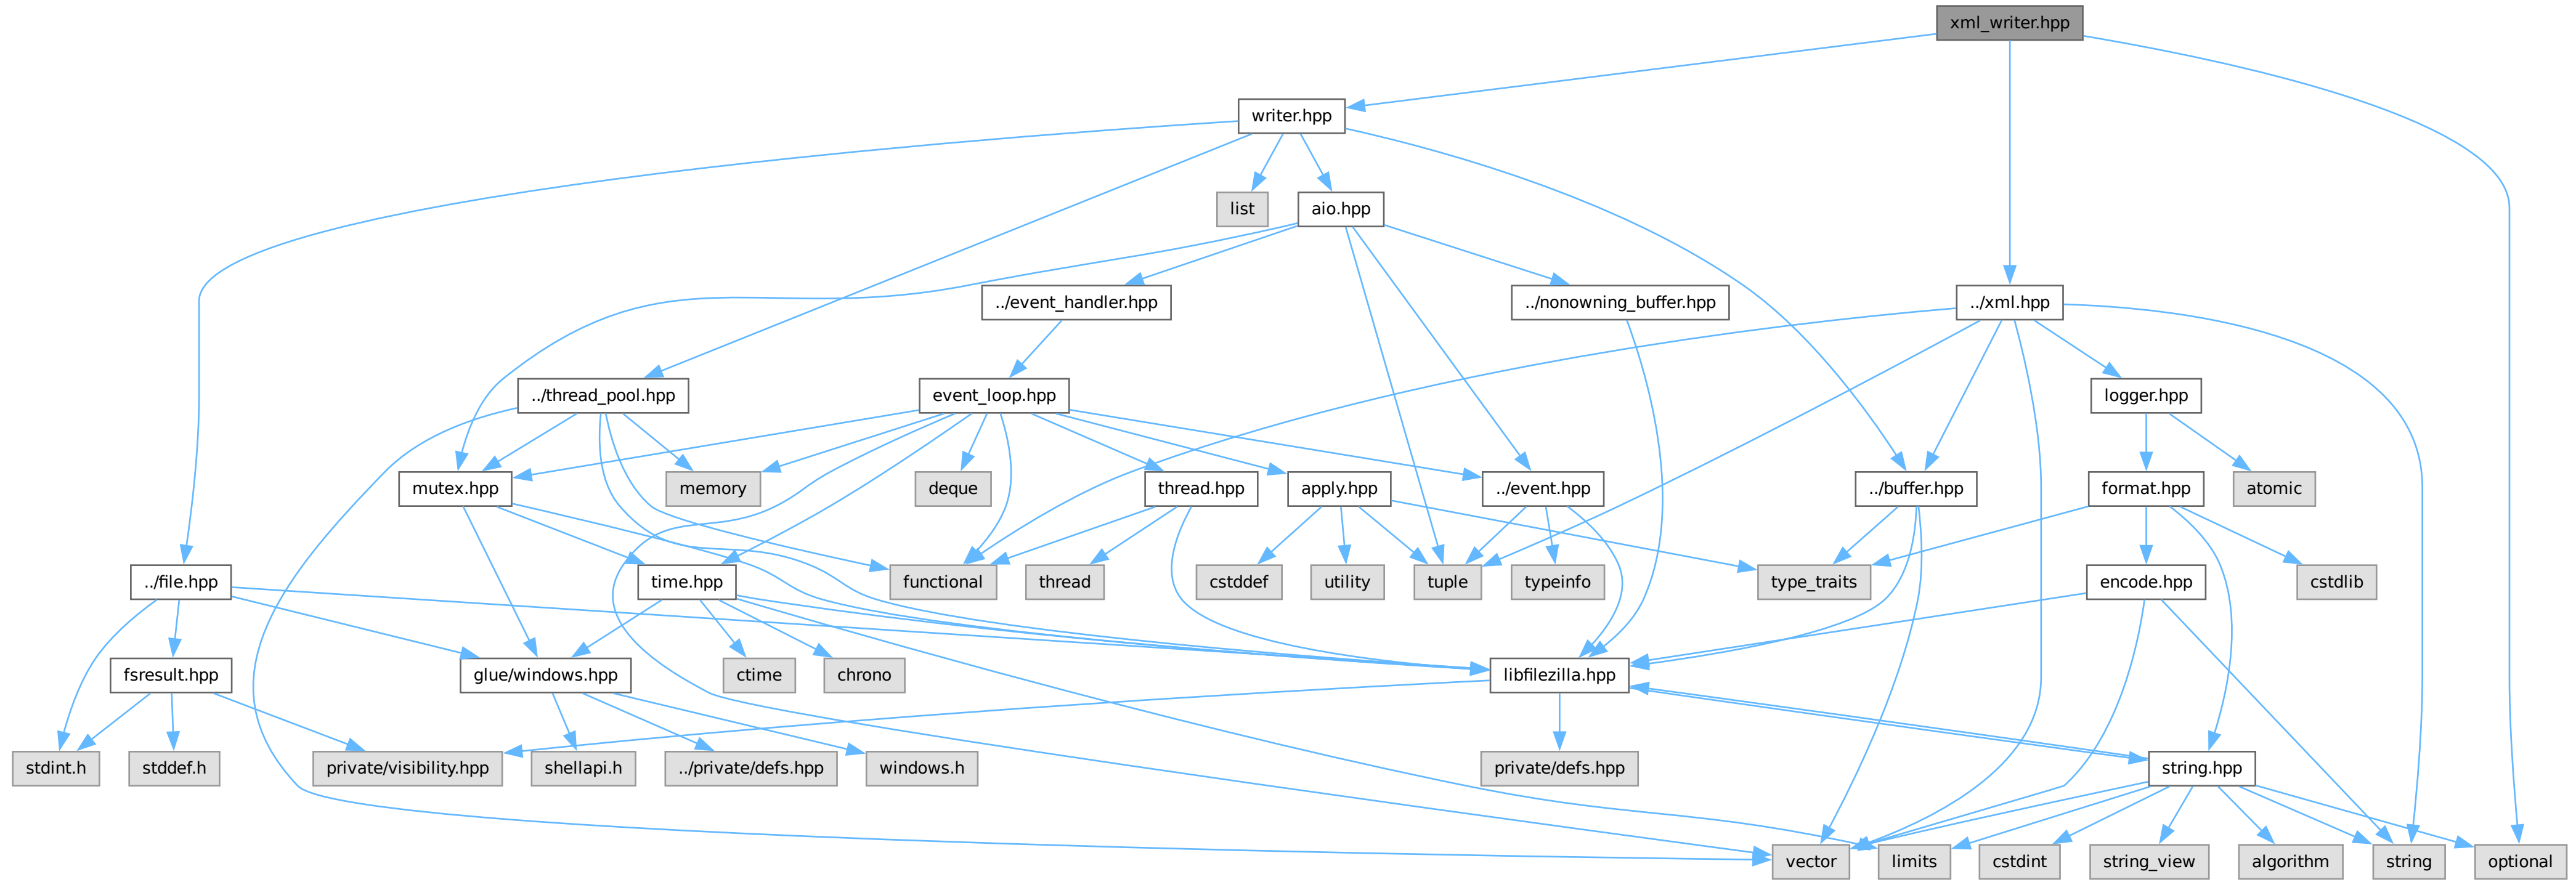 xml_writer.hpp
writer.hpp
list
aio.hpp
../event_handler.hpp
../nonowning_buffer.hpp
../xml.hpp
../thread_pool.hpp
event_loop.hpp
logger.hpp
mutex.hpp
memory
deque
thread.hpp
apply.hpp
../event.hpp
../buffer.hpp
format.hpp
atomic
../file.hpp
time.hpp
functional
thread
cstddef
utility
tuple
typeinfo
type_traits
encode.hpp
cstdlib
fsresult.hpp
glue/windows.hpp
ctime
chrono
libfilezilla.hpp
stdint.h
stddef.h
private/visibility.hpp
shellapi.h
../private/defs.hpp
windows.h
private/defs.hpp
string.hpp
vector
limits
cstdint
string_view
algorithm
string
optional